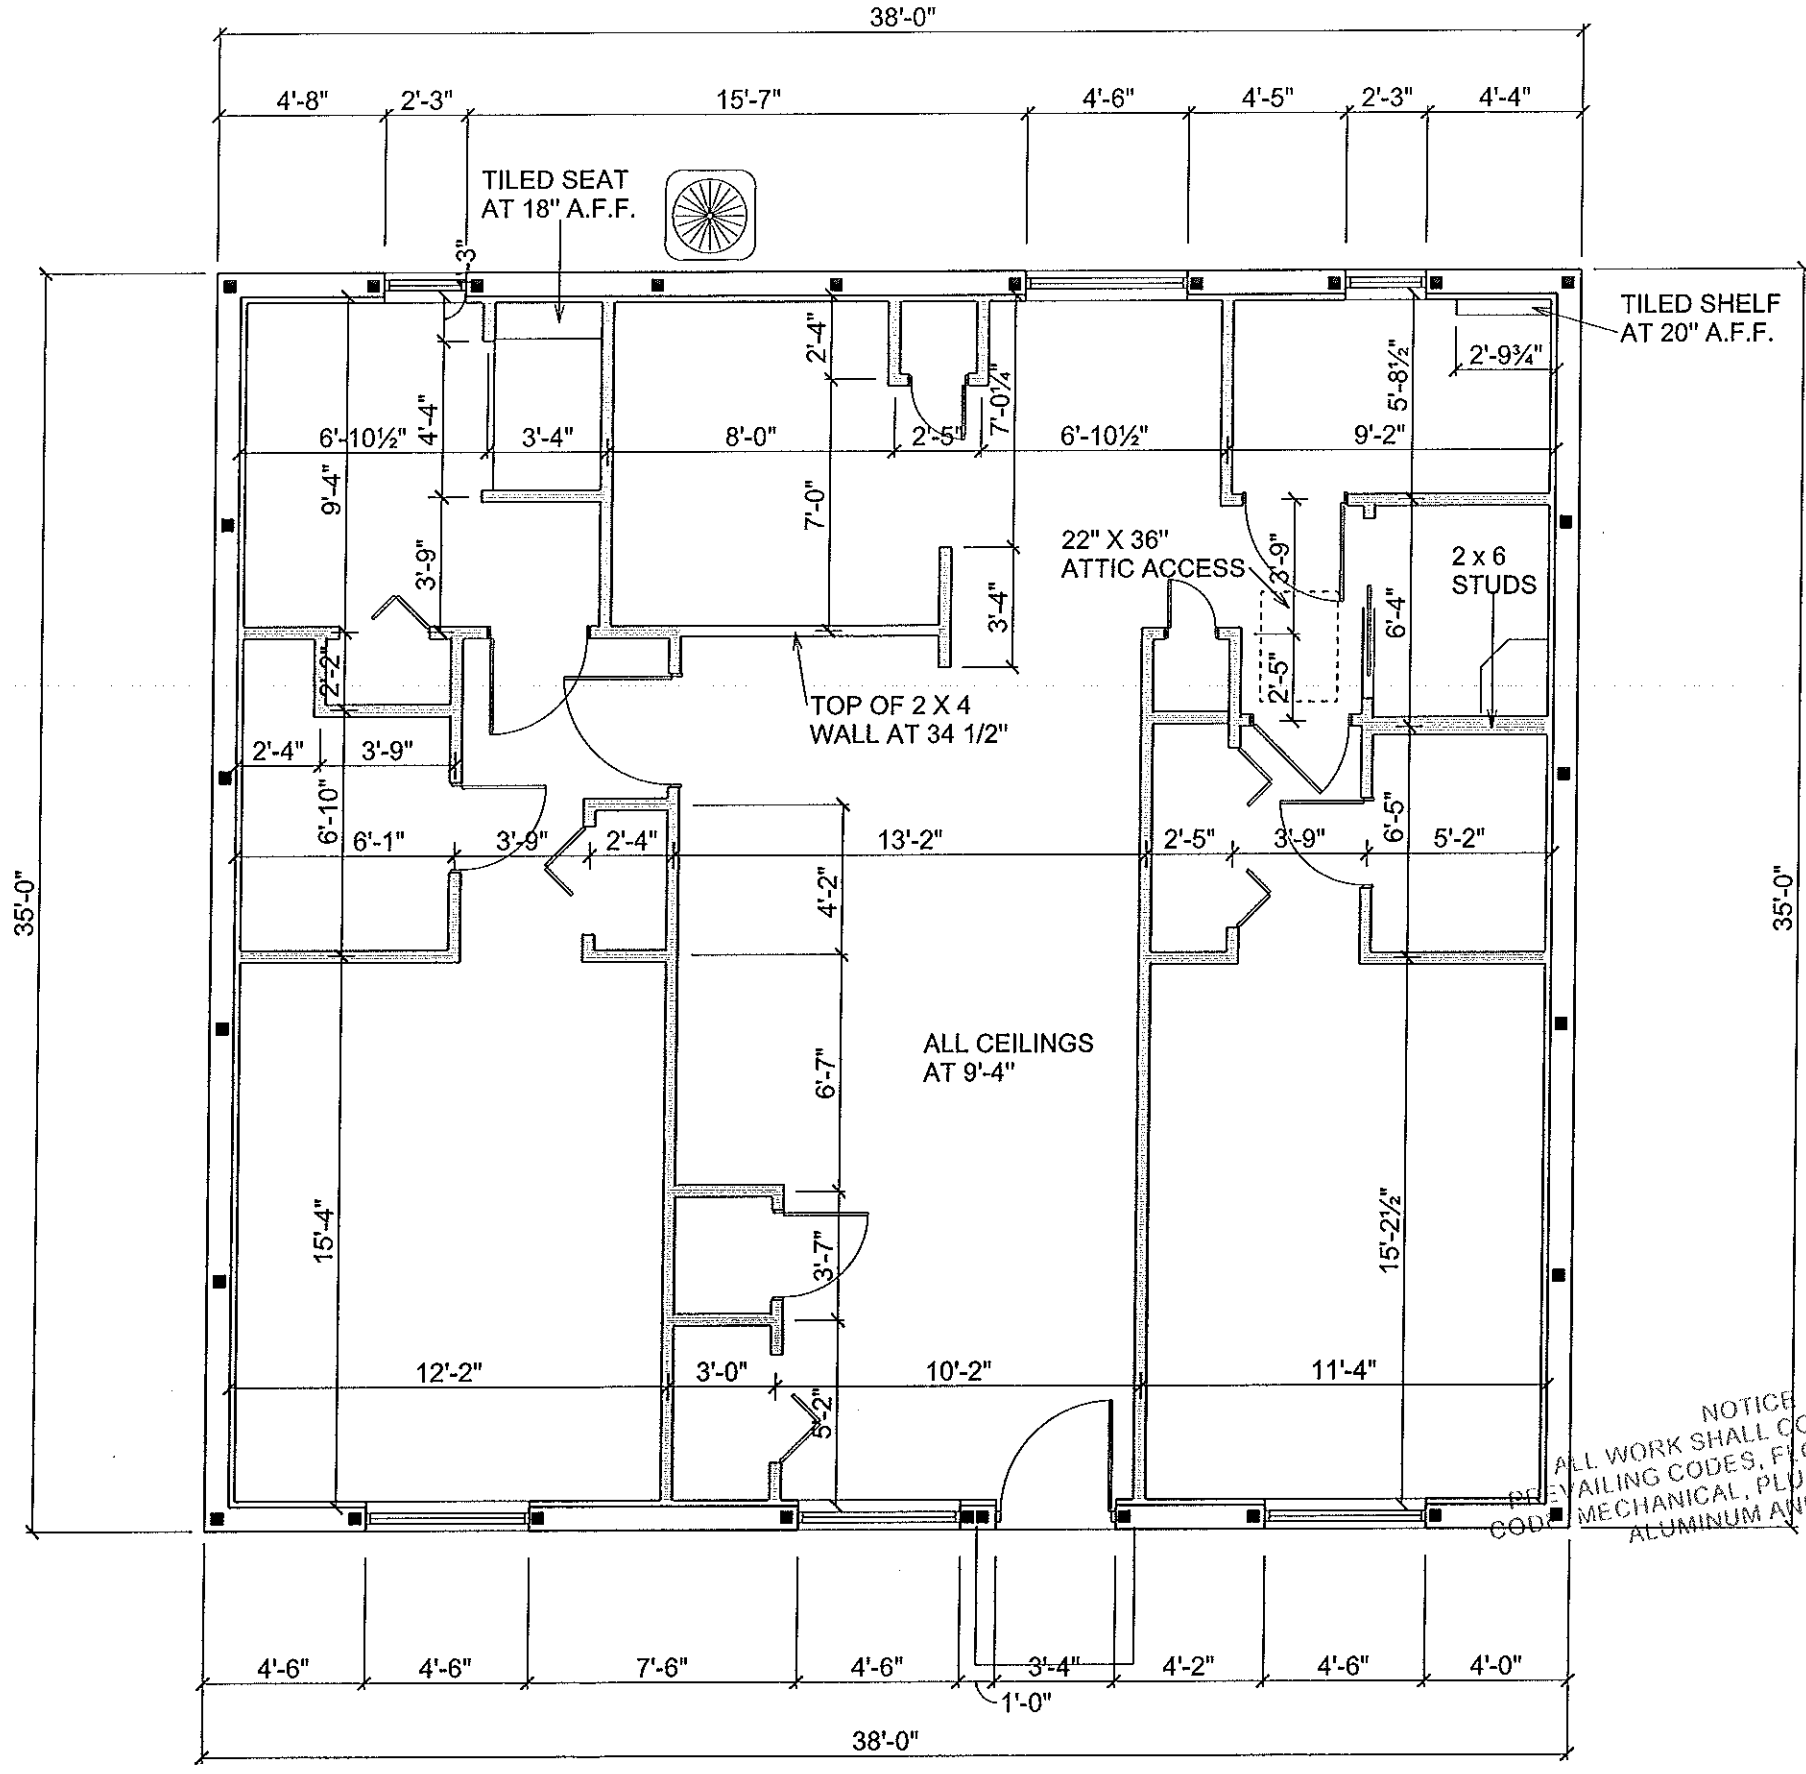 38'-0"
4'-8" 2'-3" 15'-7" 4'-6" 4'-5" 2'-3" 4'-4"
TILED SEAT
AT 18" A.F.F.
3"
TILED SHELF
AT 20" A.F.F.
2'-9¾"
2'-4"
7'-0¼"
5'-8½"
4'-4"
6'-10½" 3'-4" 8'-0" 2'-5" 6'-10½" 9'-2"
9'-4"
7'-0"
3'-9"
22" X 36"
ATTIC ACCESS
3'-9"
2 x 6
STUDS
3'-4"
6'-4"
2'-2"
2'-5"
TOP OF 2 X 4
WALL AT 34 1/2"
2'-4" 3'-9"
6'-10"
6'-5"
6'-1" 3'-9" 2'-4" 13'-2" 2'-5" 3'-9" 5'-2"
35'-0"
4'-2"
35'-0"
ALL CEILINGS
AT 9'-4"
6'-7"
15'-4"
3'-7"
15'-2½"
12'-2" 3'-0" 10'-2" 11'-4"
5'-2"
NOTICE
ALL WORK SHALL
PREVAILING CODES,
CODE MECHANICAL,
ALUMINUM
4'-6" 4'-6" 7'-6" 4'-6" 3'-4" 4'-2" 4'-6" 4'-0"
1'-0"
38'-0"